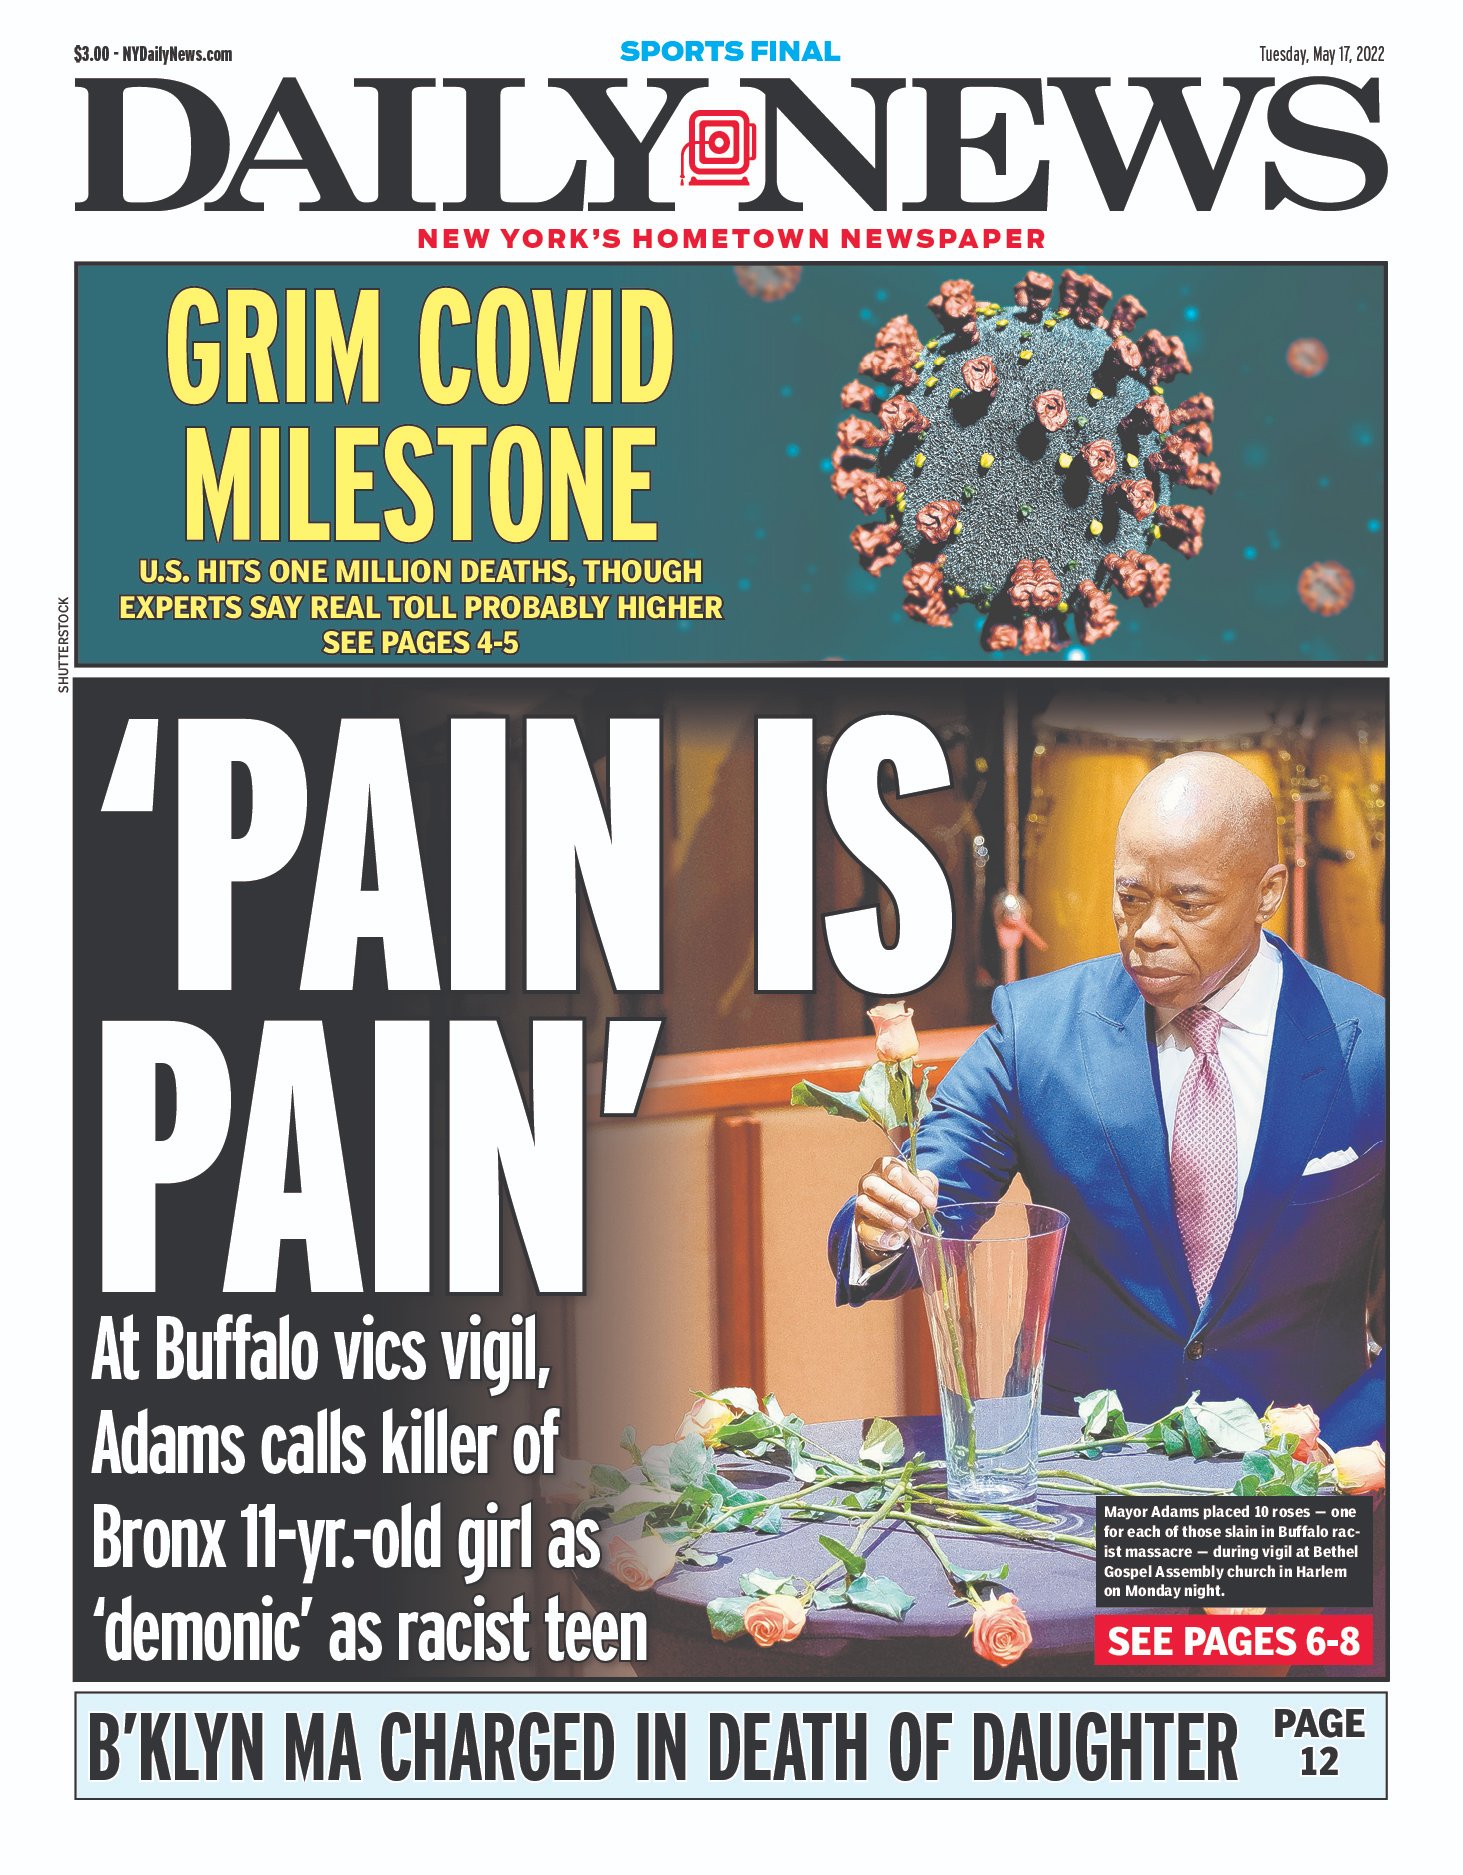 $3.00 - NYDailyNews.com
SPORTS FINAL
Tuesday, May 17, 2022
DAILY NEWS
NEW YORK'S HOMETOWN NEWSPAPER
GRIM COVID
MILESTONE
U.S. HITS ONE MILLION DEATHS, THOUGH
EXPERTS SAY REAL TOLL PROBABLY HIGHER
SEE PAGES 4-5
SHUTTERSTOCK
‘PAIN IS
PAIN’
At Buffalo vics vigil,
Adams calls killer of
Bronx 11-yr.-old girl as
‘demonic’ as racist teen
Mayor Adams placed 10 roses — one
for each of those slain in Buffalo rac-
ist massacre — during vigil at Bethel
Gospel Assembly church in Harlem
on Monday night.
SEE PAGES 6-8
B’KLYN MA CHARGED IN DEATH OF DAUGHTER
PAGE
12